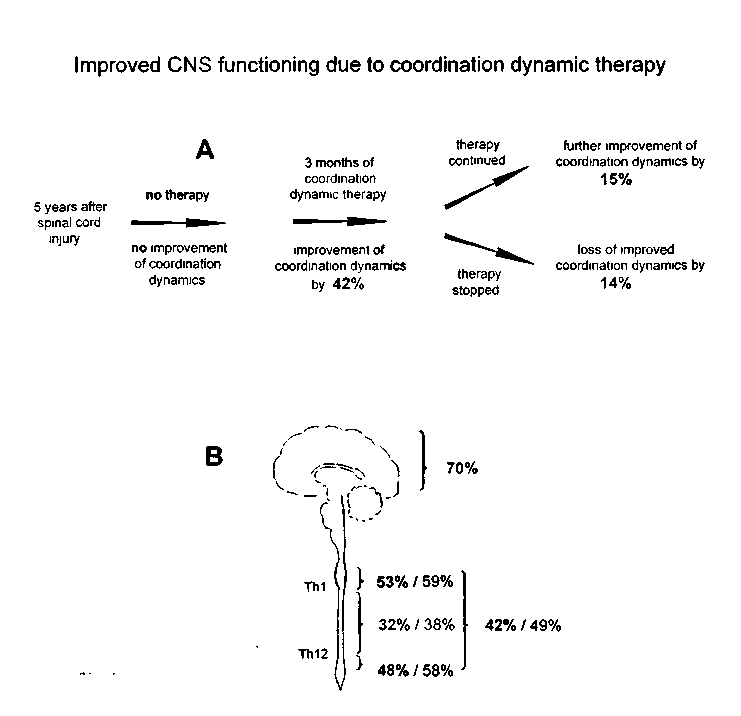 Improved CNS functioning due to coordination dynamic therapy
A
5 years after
spinal cord
injury
no therapy
no improvement
of coordination
dynamics
3 months of
coordination
dynamic therapy
improvement of
coordination dynamics
by 42%
therapy
continued
further improvement of
coordination dynamics by
15%
therapy
stopped
loss of improved
coordination dynamics by
14%
B
70%
Th1
53% / 59%
32% / 38%
42% / 49%
Th12
48% / 58%